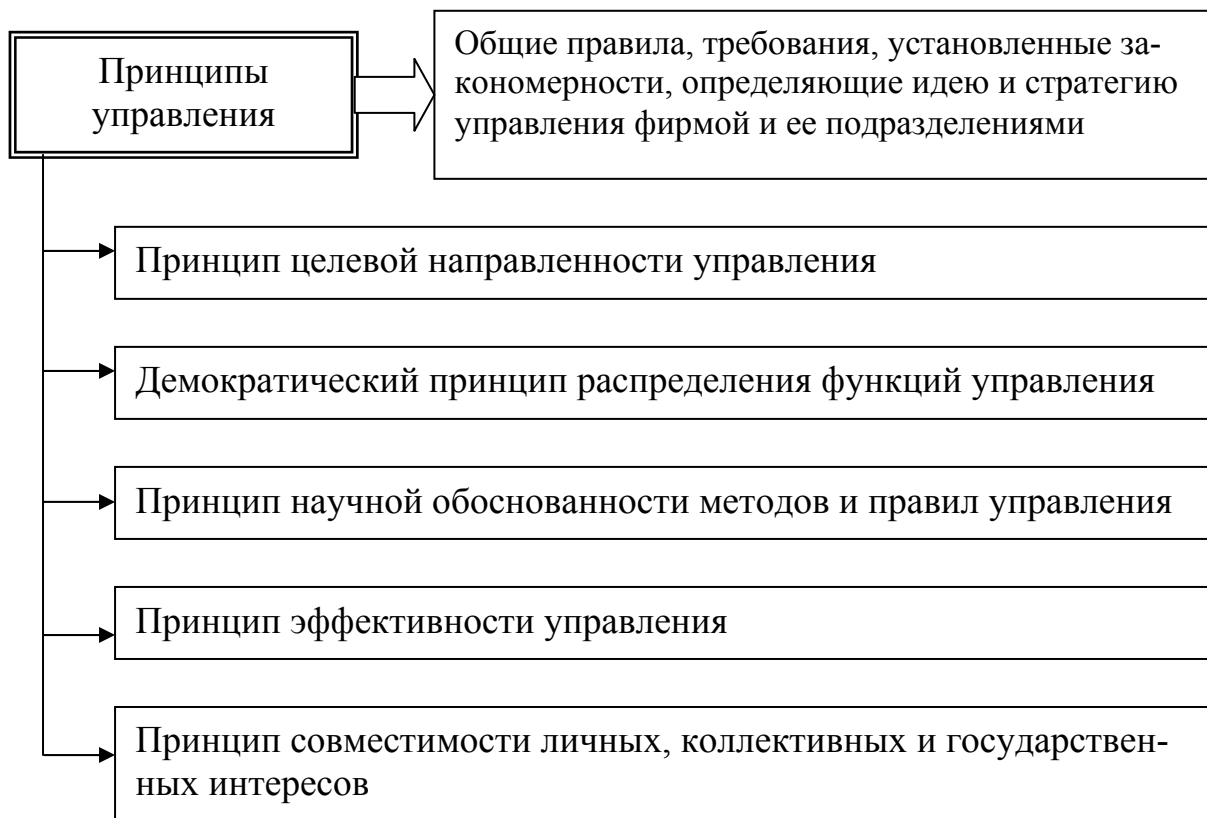 Принципы
управления
Общие правила, требования, установленные за-
кономерности, определяющие идею и стратегию
управления фирмой и ее подразделениями
Принцип целевой направленности управления
Демократический принцип распределения функций управления
Принцип научной обоснованности методов и правил управления
Принцип эффективности управления
Принцип совместимости личных, коллективных и государствен-
ных интересов